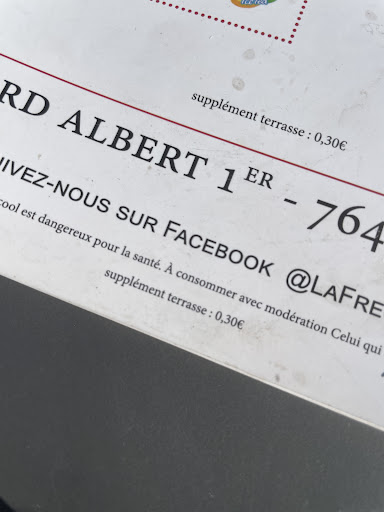 supplément terrasse : 0,30€
RD ALBERT 1ER - 764
IVEZ-NOUS SUR FACEBOOK @LAFRE
cool est dangereux pour la santé. À consommer avec modération Celui qui
supplément terrasse : 0,30€